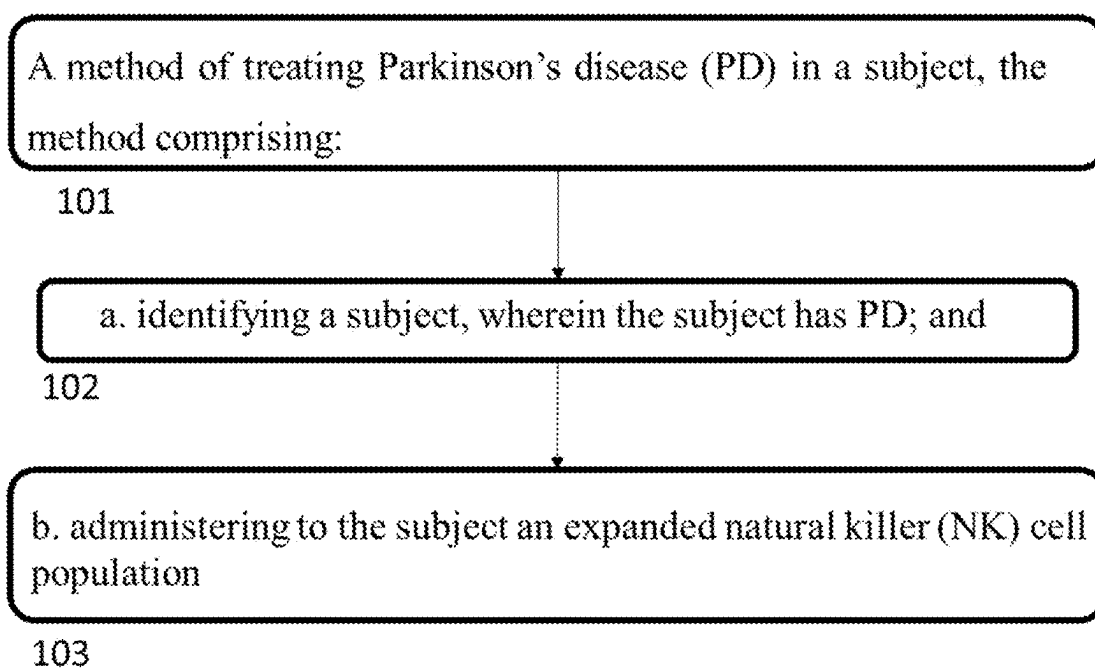 A method of treating Parkinson's disease (PD) in a subject, the
method comprising:
101
a. identifying a subject, wherein the subject has PD; and
102
b. administering to the subject an expanded natural killer (NK) cell
population
103